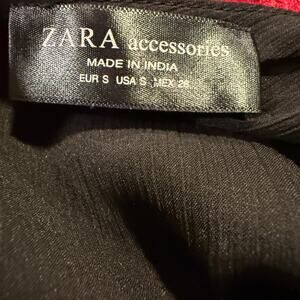 ZARA accessories
MADE IN INDIA
EUR S USA S MEX 26